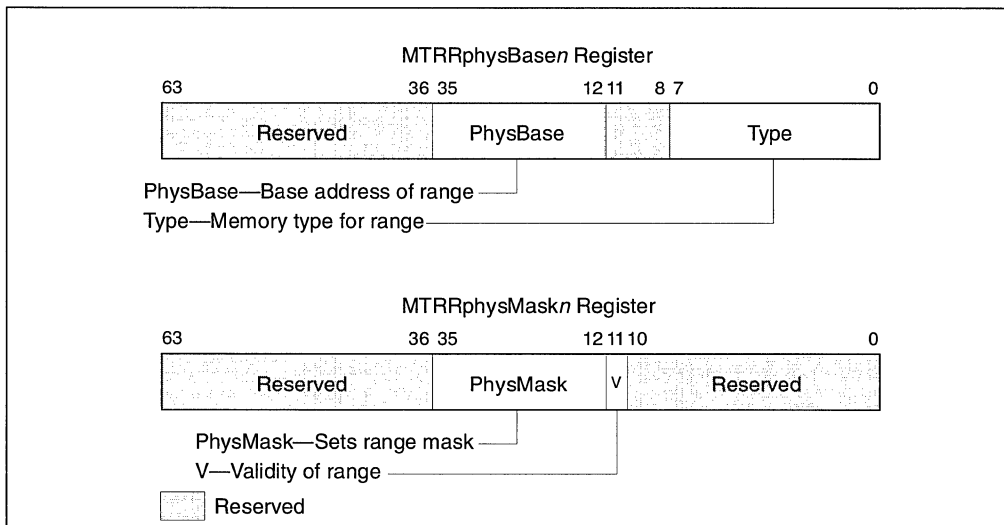 MTRRphysBasen Register
63 36 35 12 11 8 7 0
Reserved PhysBase Type
PhysBase—Base address of range
Type—Memory type for range
MTRRphysMaskn Register
63 36 35 12 11 10 0
Reserved PhysMask V Reserved
PhysMask—Sets range mask
V—Validity of range
Reserved